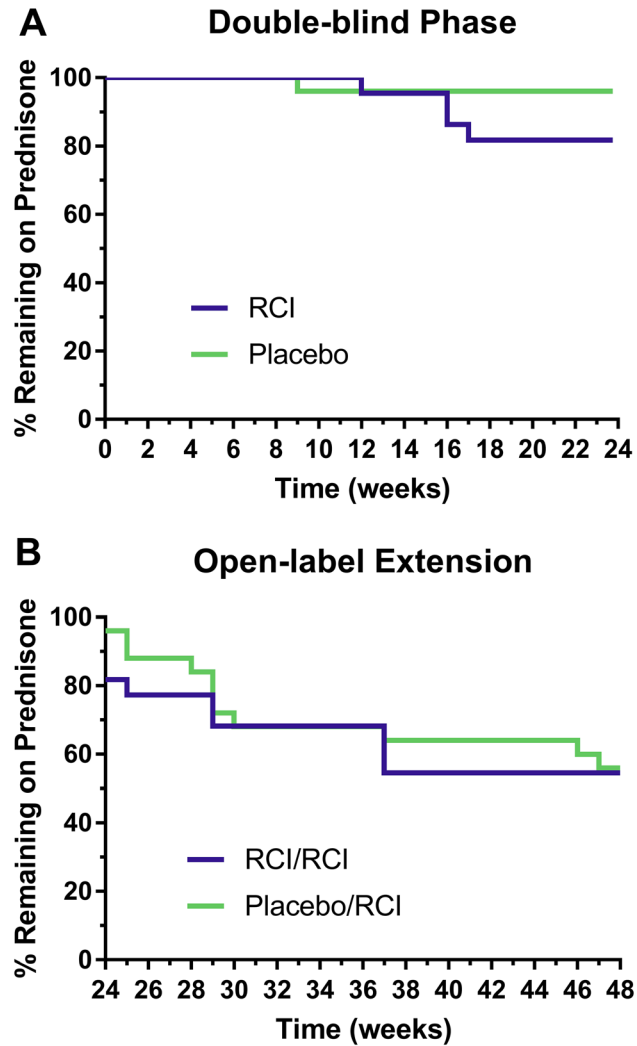 A
Double-blind Phase
% Remaining on Prednisone
100
80
60
40
20
0
RCI
Placebo
0 2 4 6 8 10 12 14 16 18 20 22 24
Time (weeks)
B
Open-label Extension
% Remaining on Prednisone
100
80
60
40
20
0
RCI/RCI
Placebo/RCI
24 26 28 30 32 34 36 38 40 42 44 46 48
Time (weeks)